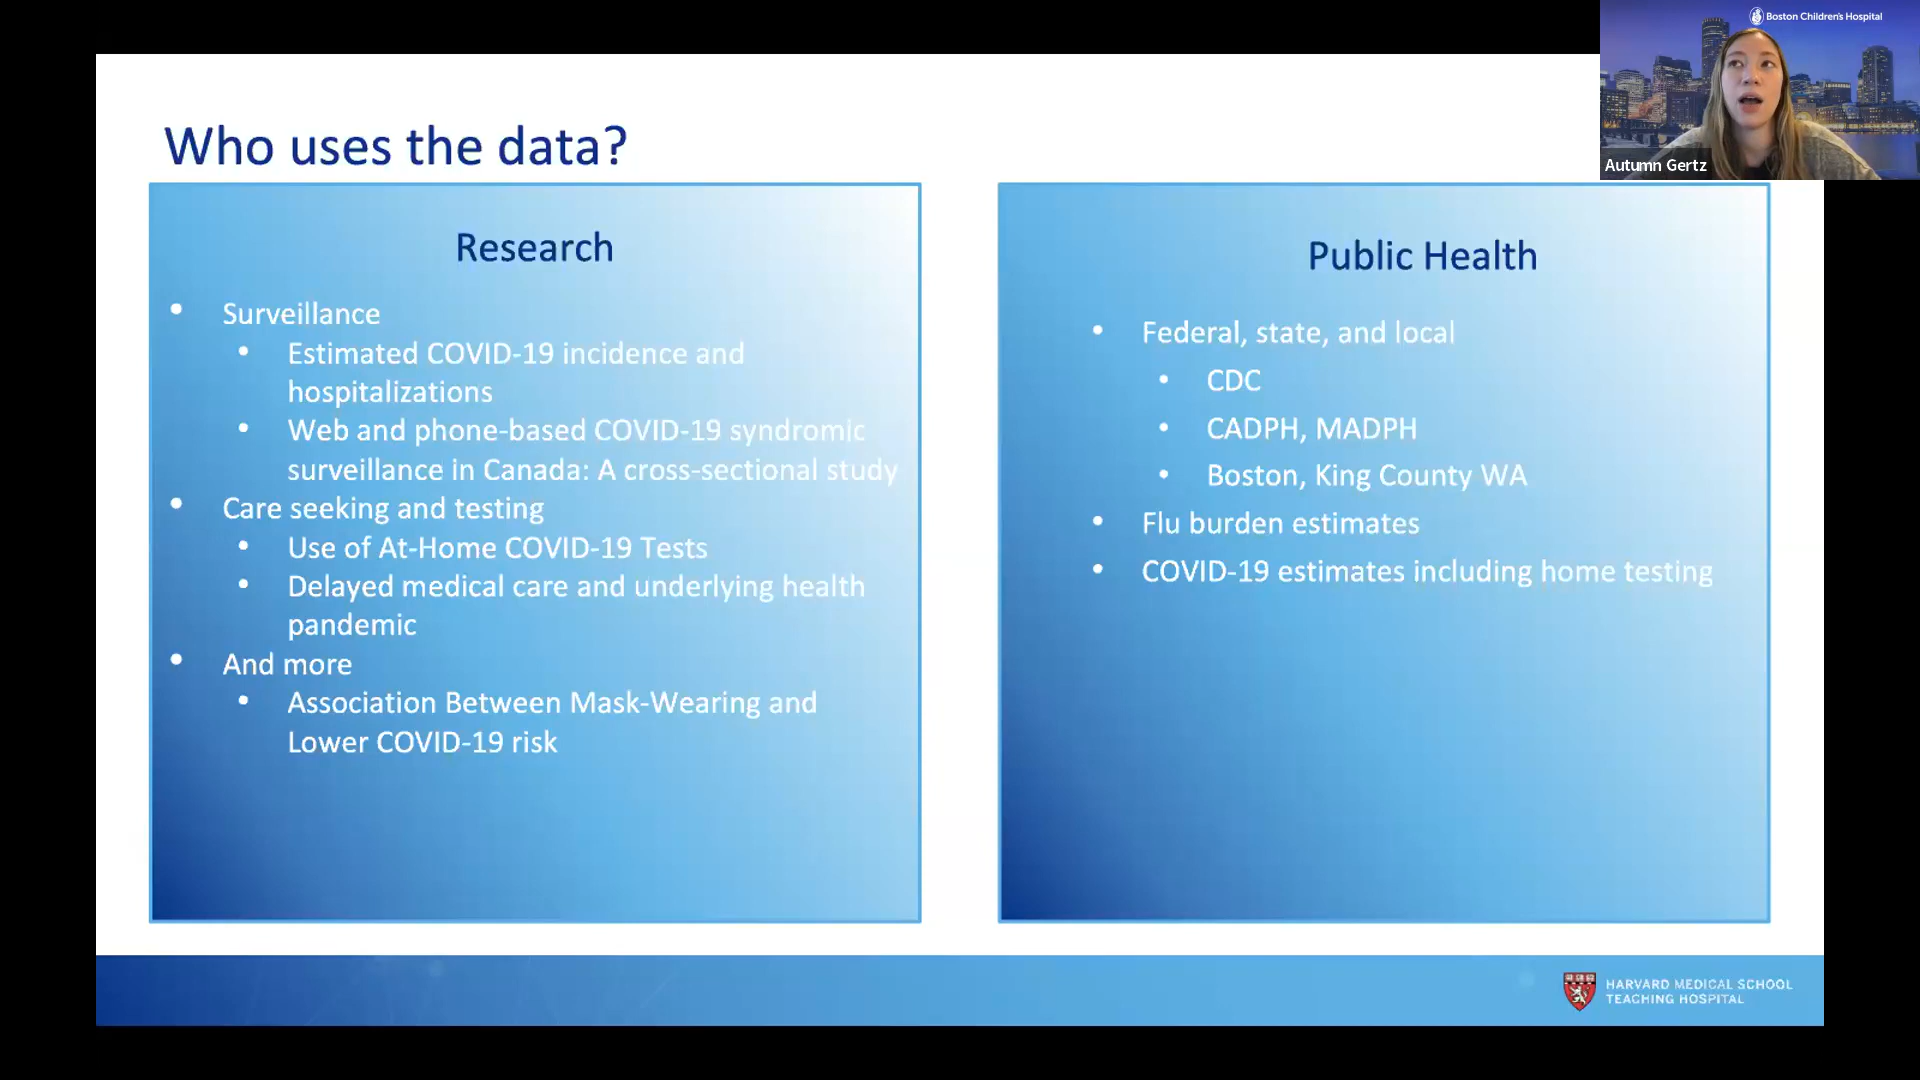 Boston Children's Hospital
Autumn Gertz
Who uses the data?
Research
• Surveillance
• Estimated COVID-19 incidence and
hospitalizations
• Web and phone-based COVID-19 syndromic
surveillance in Canada: A cross-sectional study
• Care seeking and testing
• Use of At-Home COVID-19 Tests
• Delayed medical care and underlying health
pandemic
• And more
• Association Between Mask-Wearing and
Lower COVID-19 risk
Public Health
• Federal, state, and local
• CDC
• CADPH, MADPH
• Boston, King County WA
• Flu burden estimates
• COVID-19 estimates including home testing
HARVARD MEDICAL SCHOOL
TEACHING HOSPITAL